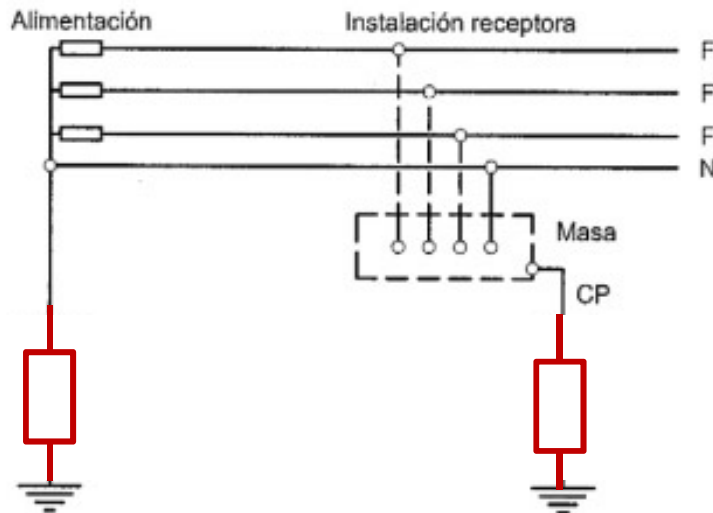 Alimentación
Instalación receptora
F
F
F
N
Masa
CP